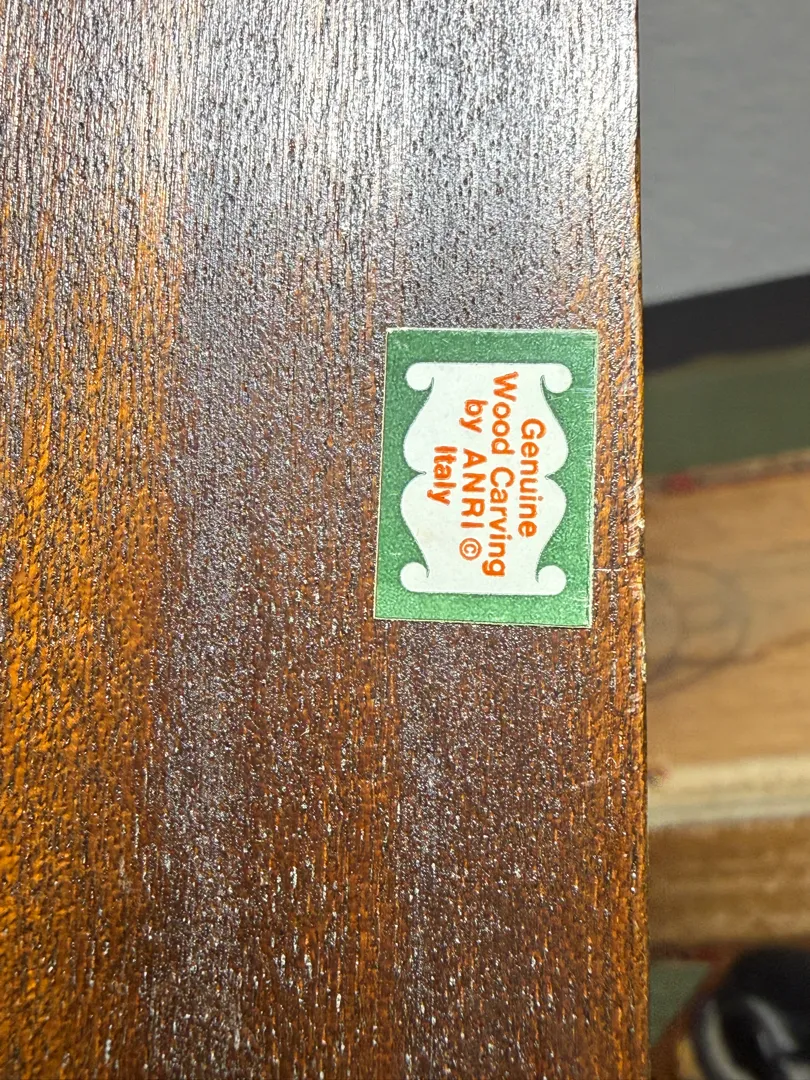 Genuine
Wood Carving
by ANRI ©
Italy